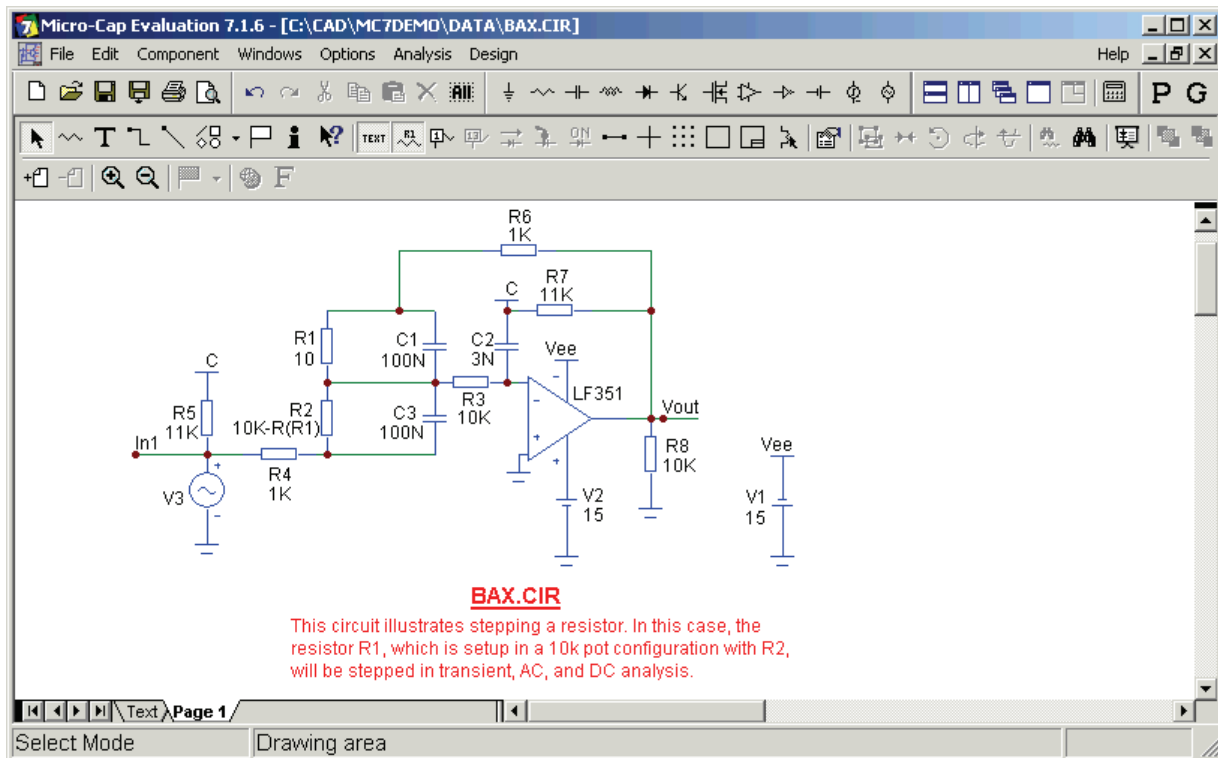 Micro-Cap Evaluation 7.1.6 - [C:\CAD\MC7DEMO\DATA\BAX.CIR]
File Edit Component Windows Options Analysis Design Help
P G
T TEXT R1 ON
F
R6
1K
R7
11K
C
R1
10
C1
100N
C2
3N
Vee
LF351
C
R5
11K
R2
10K-R(R1)
C3
100N
R3
10K
Vout
In1
R4
1K
R8
10K
Vee
V3
V2
15
V1
15
BAX.CIR
This circuit illustrates stepping a resistor. In this case, the
resistor R1, which is setup in a 10k pot configuration with R2,
will be stepped in transient, AC, and DC analysis.
Text Page 1
Select Mode Drawing area